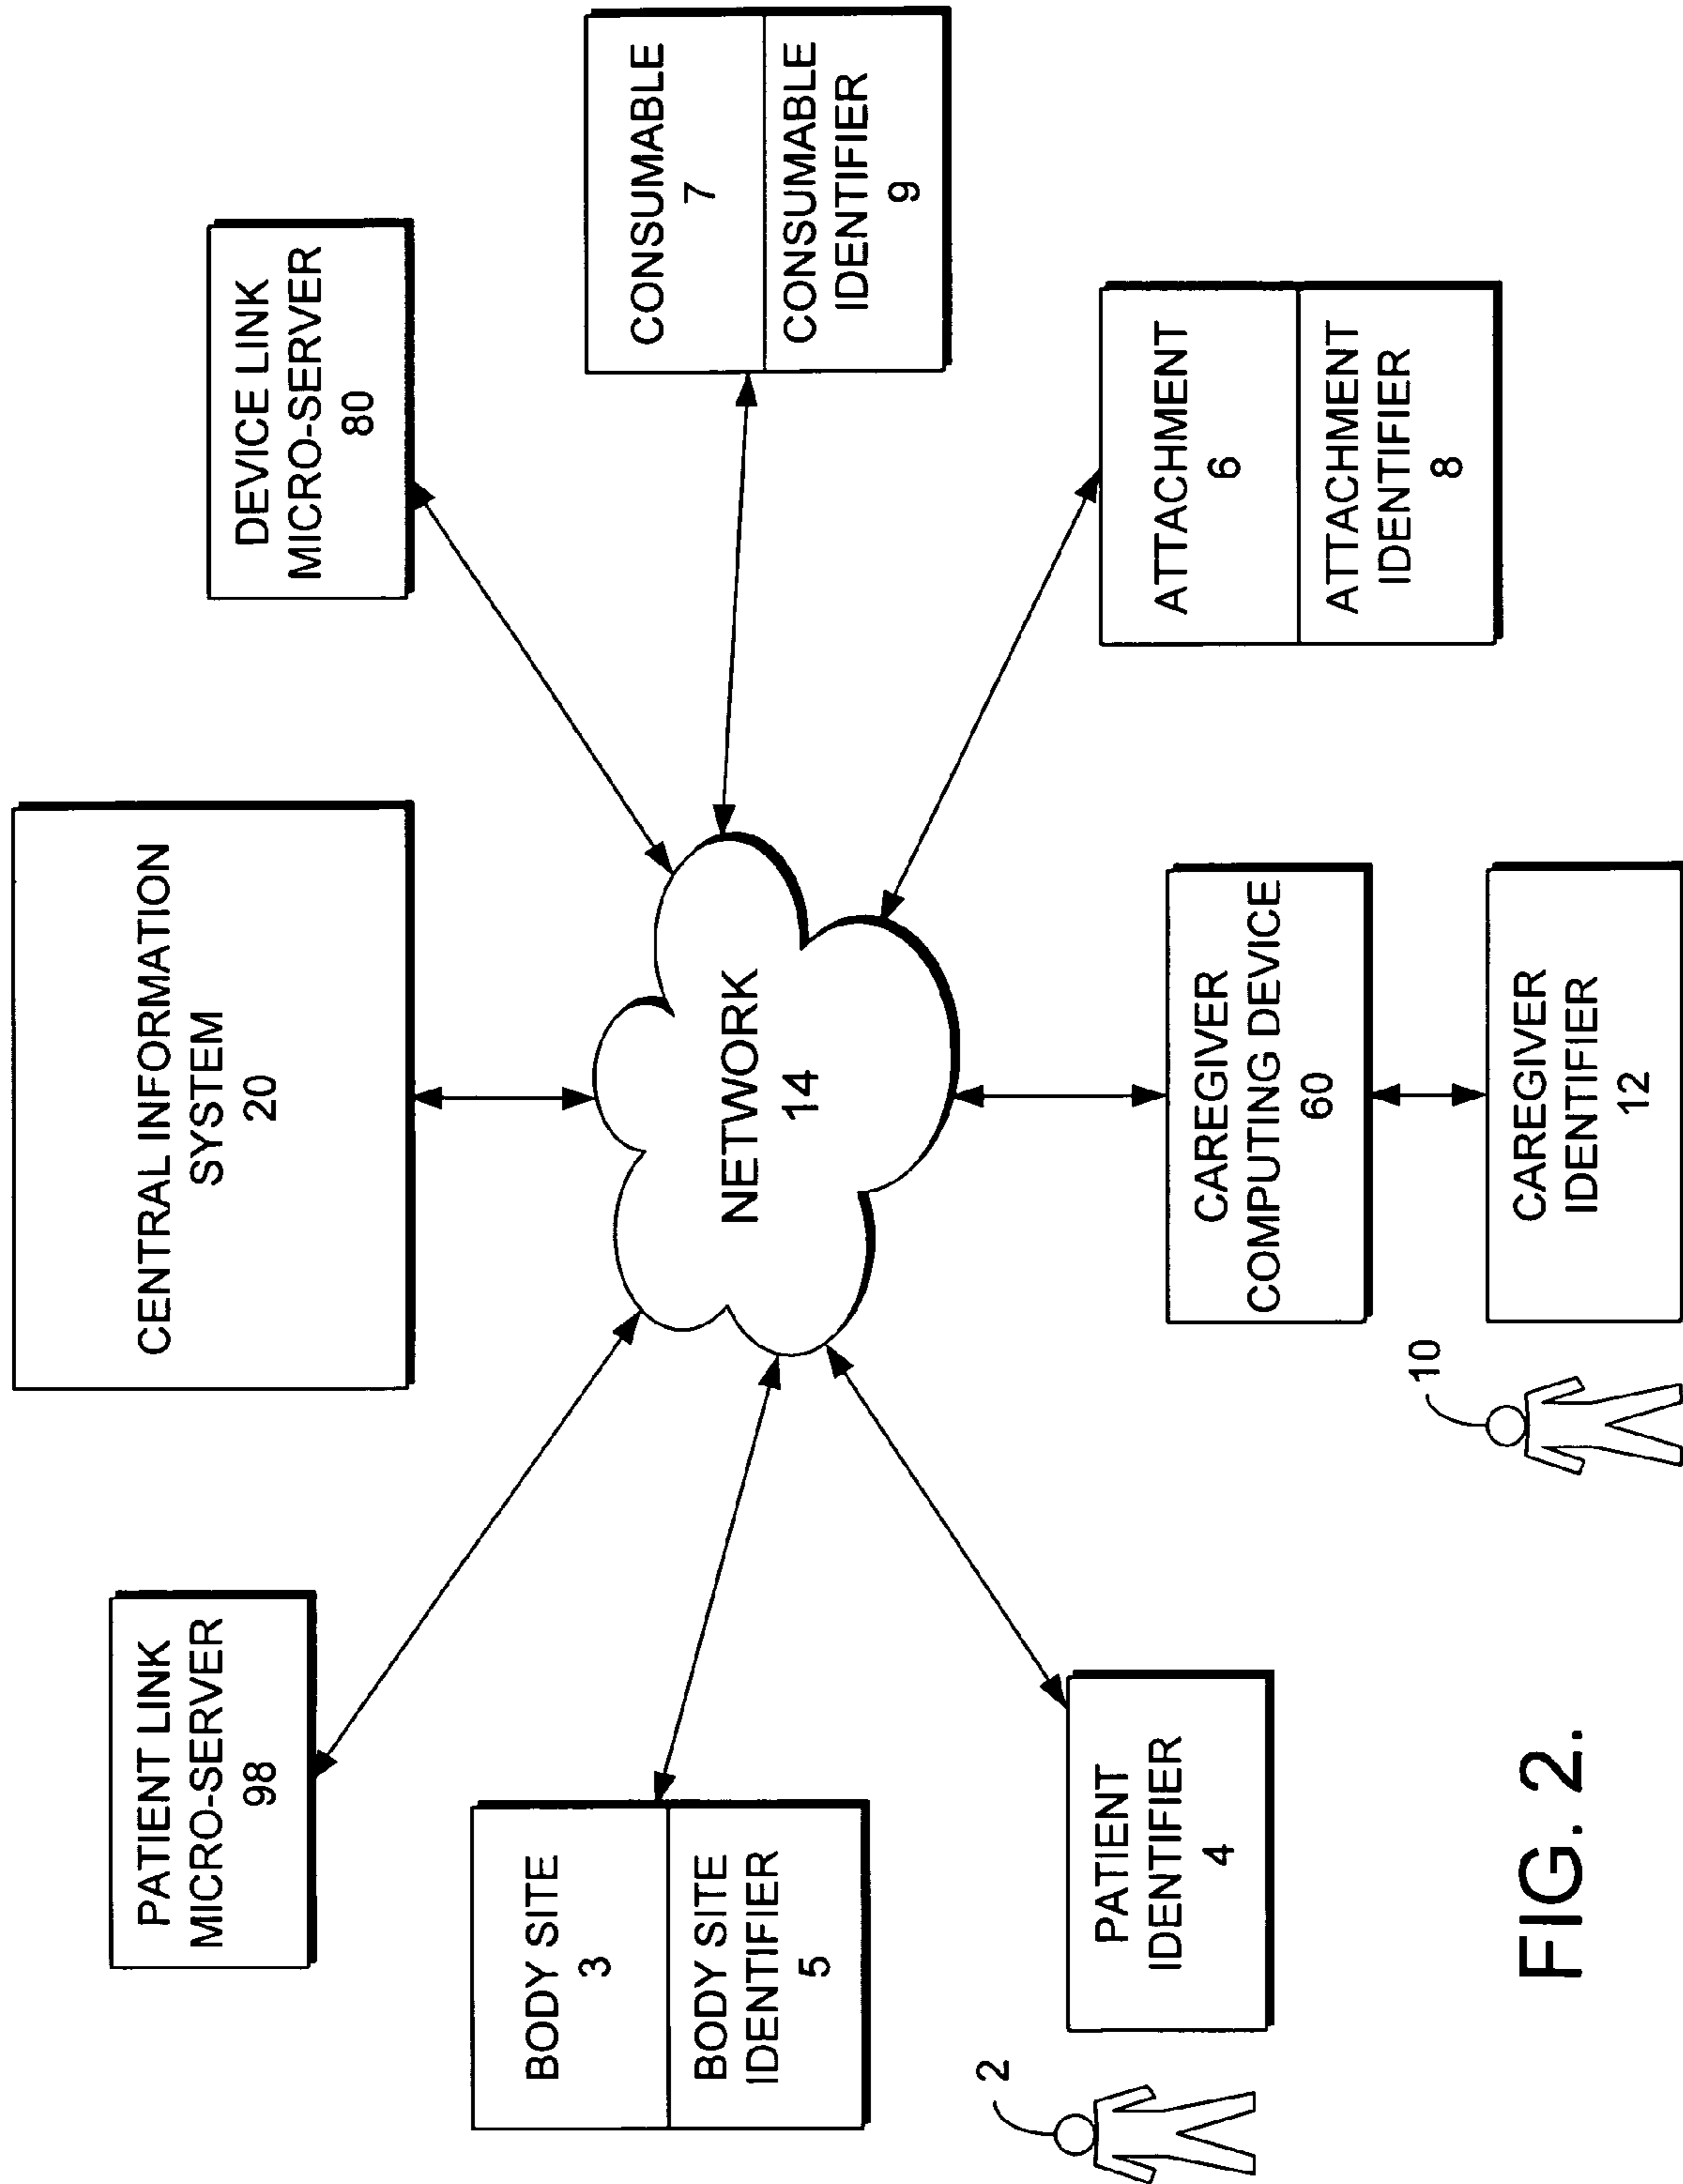 CENTRAL INFORMATION
SYSTEM
20
PATIENT LINK
MICRO-SERVER
98
DEVICE LINK
MICRO-SERVER
80
BODY SITE
3
BODY SITE
IDENTIFIER
5
NETWORK
14
CONSUMABLE
7
CONSUMABLE
IDENTIFIER
9
2
PATIENT
IDENTIFIER
4
CAREGIVER
COMPUTING DEVICE
60
ATTACHMENT
6
ATTACHMENT
IDENTIFIER
8
10
CAREGIVER
IDENTIFIER
12
FIG. 2.